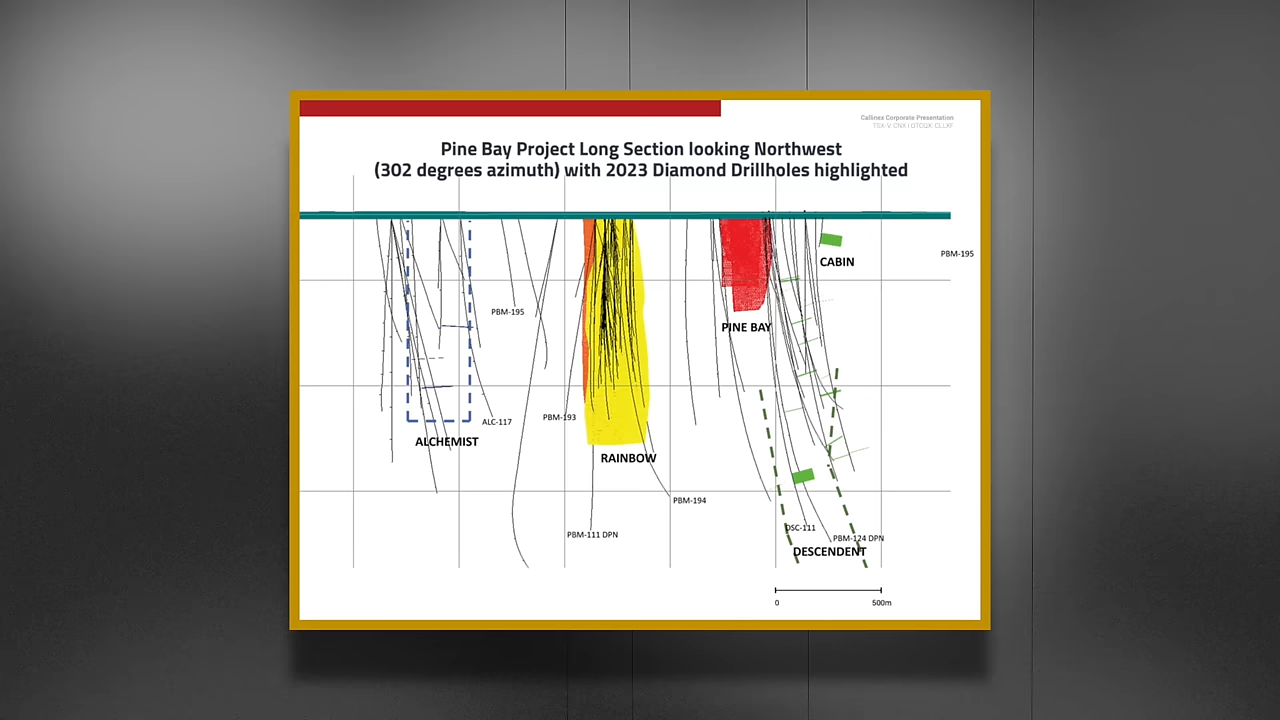 Callinex Corporate Presentation
TSX-V: CNX | OTCQX: CLLXF
Pine Bay Project Long Section looking Northwest
(302 degrees azimuth) with 2023 Diamond Drillholes highlighted
PBM-195
CABIN
PBM-195
PINE BAY
PBM-193
ALC-117
ALCHEMIST
RAINBOW
PBM-194
DSC-111
PBM-111 DPN
PBM-124 DPN
DESCENDENT
0 500m